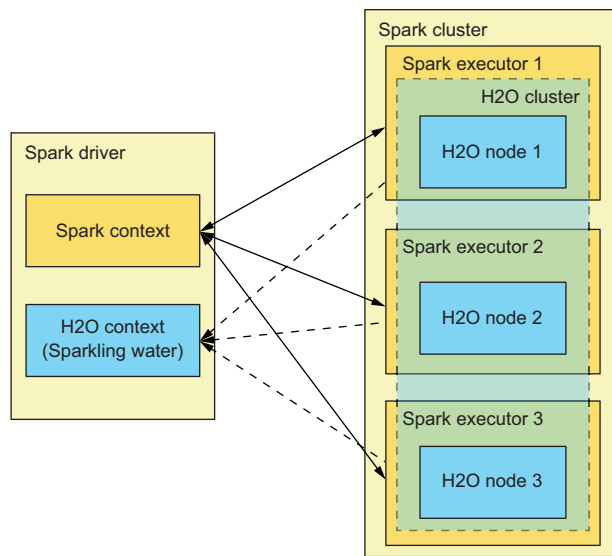 Spark cluster
Spark executor 1
H2O cluster
H2O node 1
Spark driver
Spark context
Spark executor 2
H2O context
(Sparkling water)
H2O node 2
Spark executor 3
H2O node 3